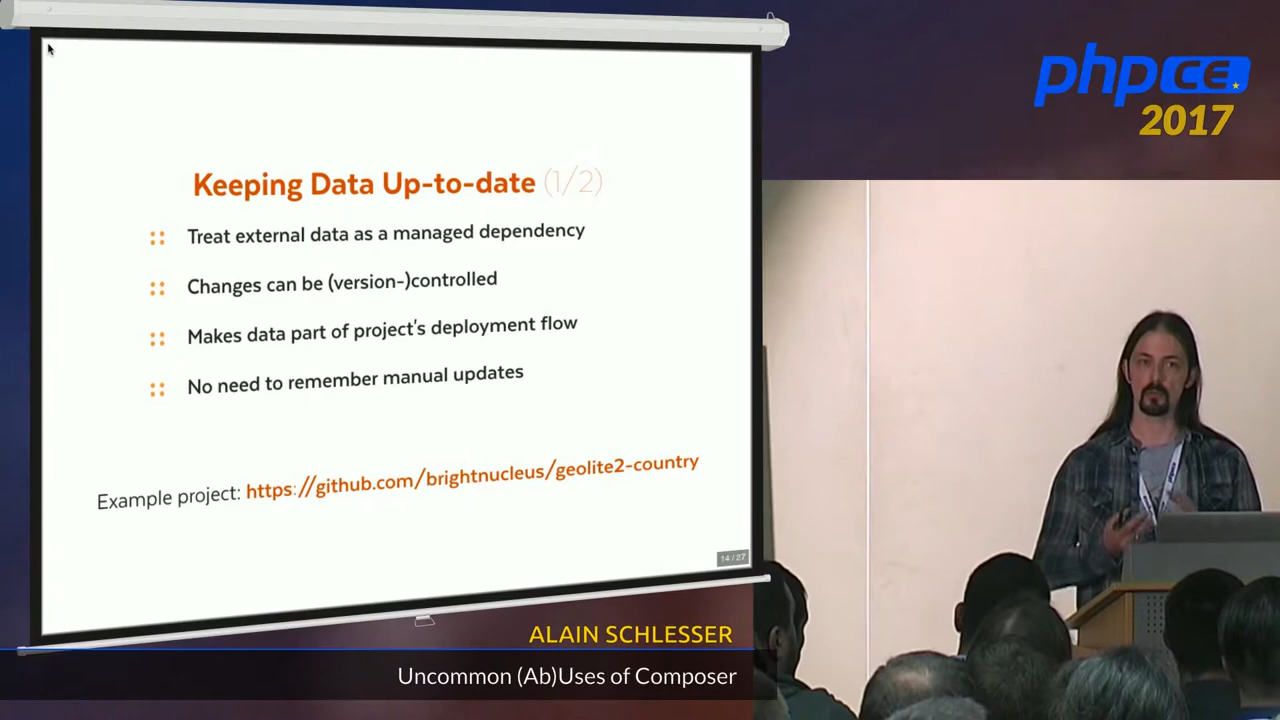 phpCE
2017
Keeping Data Up-to-date (1/2)
Treat external data as a managed dependency
Changes can be (version-)controlled
Makes data part of project's deployment flow
No need to remember manual updates
Example project: https://github.com/brightnucleus/geolite2-country
14 / 27
ALAIN SCHLESSER
Uncommon (Ab)Uses of Composer